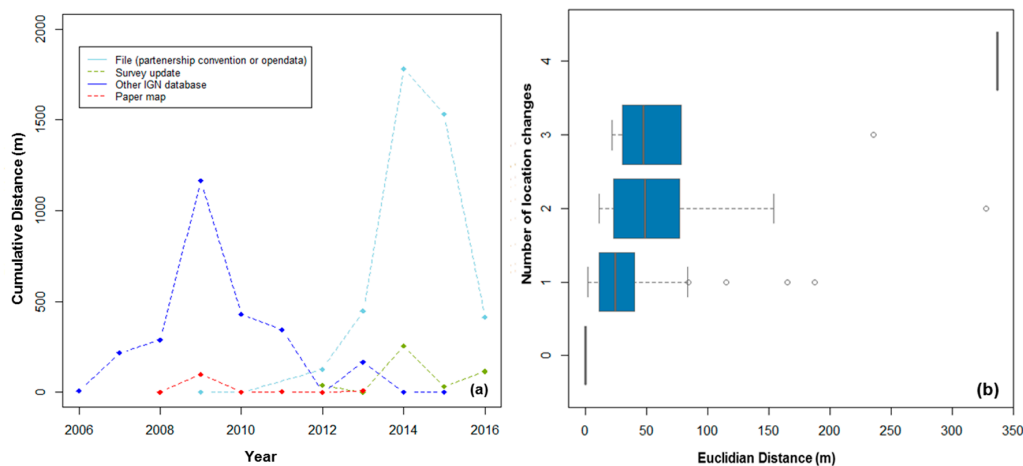 2000
1500
1000
500
0
Cumulative Distance (m)
File (partenership convention or opendata)
Survey update
Other IGN database
Paper map
(a)
2006 2008 2010 2012 2014 2016
Year
4
3
2
1
0
Number of location changes
(b)
0 50 100 150 200 250 300 350
Euclidian Distance (m)